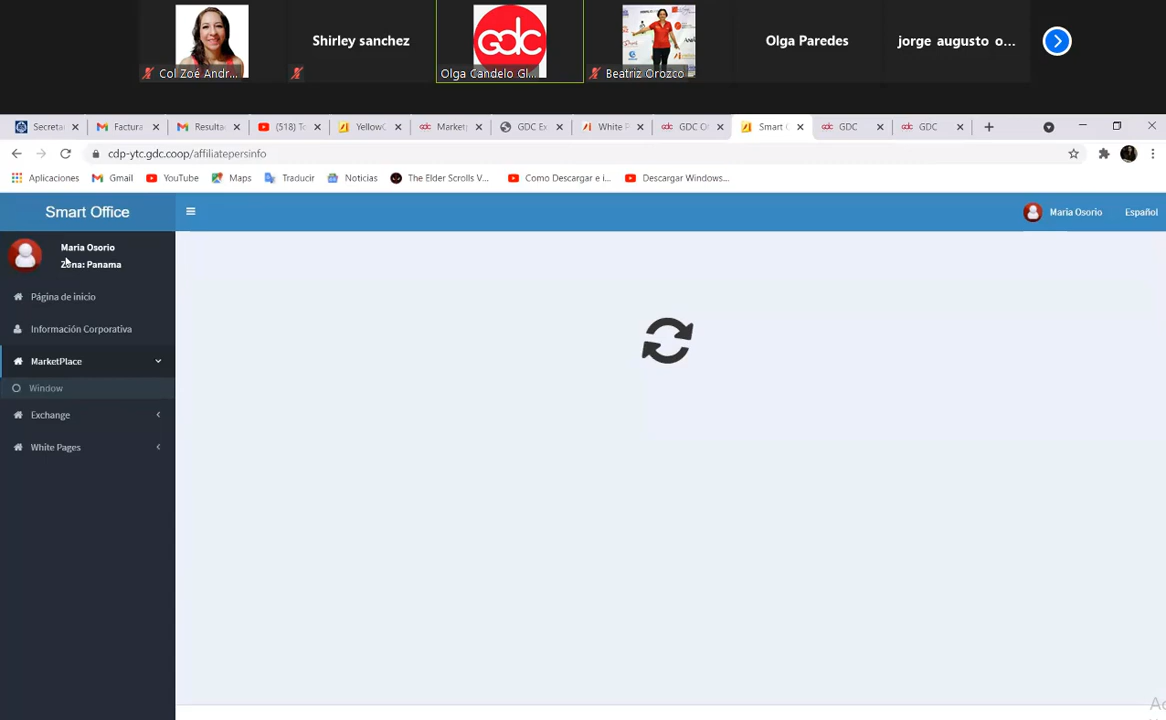 Shirley sanchez
Olga Paredes
jorge augusto o...
gdc
Col Zoé Andr...
Olga Candelo Gl...
Beatriz Orozco
Secreta
Factura
Resulta
(518) To
Yellow
Marketp
GDC Ex
White P
GDC O
Smart
GDC
GDC
cdp-ytc.gdc.coop/affiliatepersinfo
Aplicaciones
Gmail
YouTube
Maps
Traducir
Noticias
The Elder Scrolls V...
Como Descargar e i...
Descargar Windows...
Smart Office
Maria Osorio
Español
Maria Osorio
Zona: Panama
Página de inicio
Información Corporativa
MarketPlace
Window
Exchange
White Pages